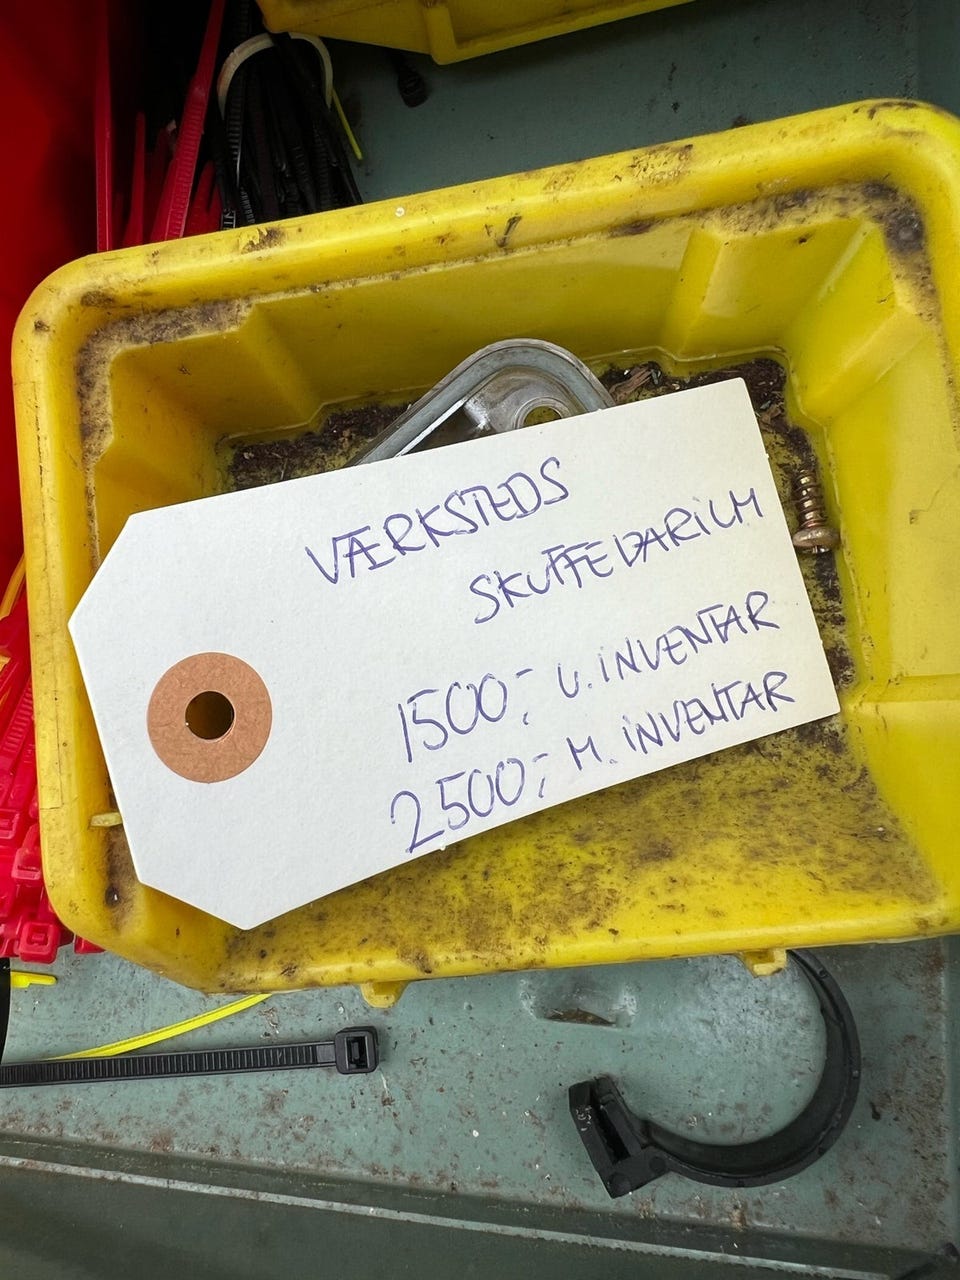 VÆRKSTEDS
SKUFFEDARIUM
1500,- U. INVENTAR
2500,- M. INVENTAR